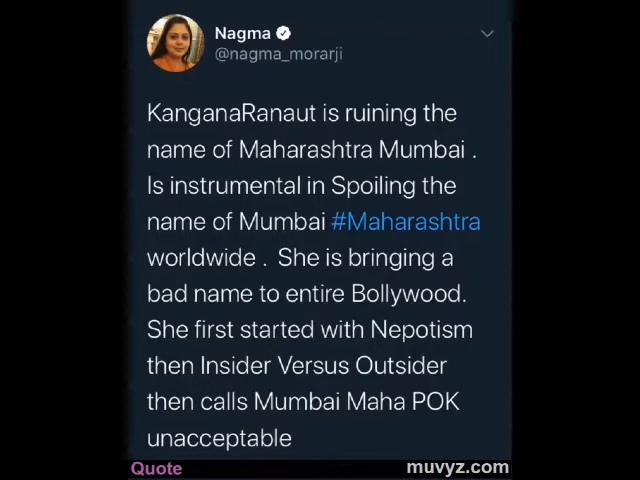 Nagma
@nagma_morarji
KanganaRanaut is ruining the
name of Maharashtra Mumbai .
Is instrumental in Spoiling the
name of Mumbai #Maharashtra
worldwide .  She is bringing a
bad name to entire Bollywood.
She first started with Nepotism
then Insider Versus Outsider
then calls Mumbai Maha POK
unacceptable
Quote
muvyz.com